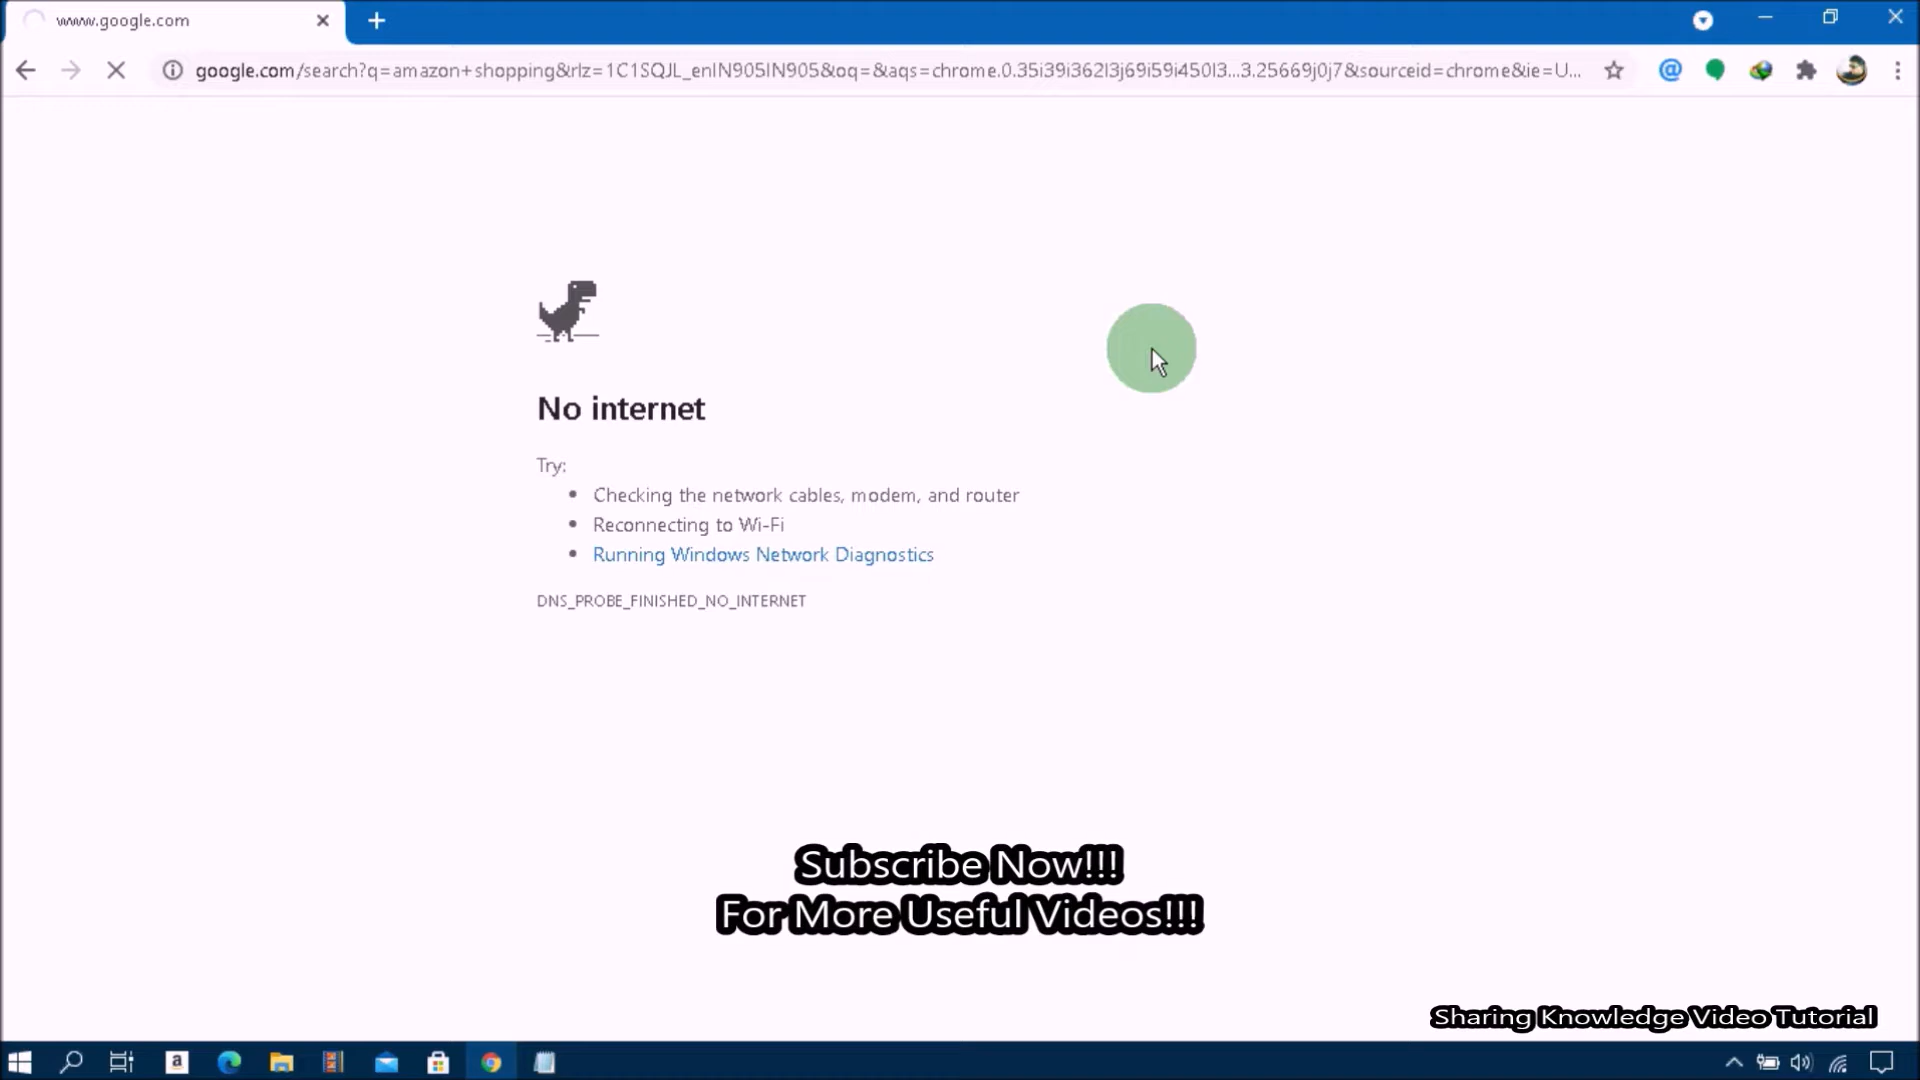 www.google.com
google.com/search?q=amazon+shopping&rlz=1C1SQJL_enIN905IN905&oq=&aqs=chrome.0.35i39i362l3j69i59i450l3...3.25669j0j7&sourceid=chrome&ie=U...
No internet
Try:
Checking the network cables, modem, and router
Reconnecting to Wi-Fi
Running Windows Network Diagnostics
DNS_PROBE_FINISHED_NO_INTERNET
Subscribe Now!!!
For More Useful Videos!!!
Sharing Knowledge Video Tutorial